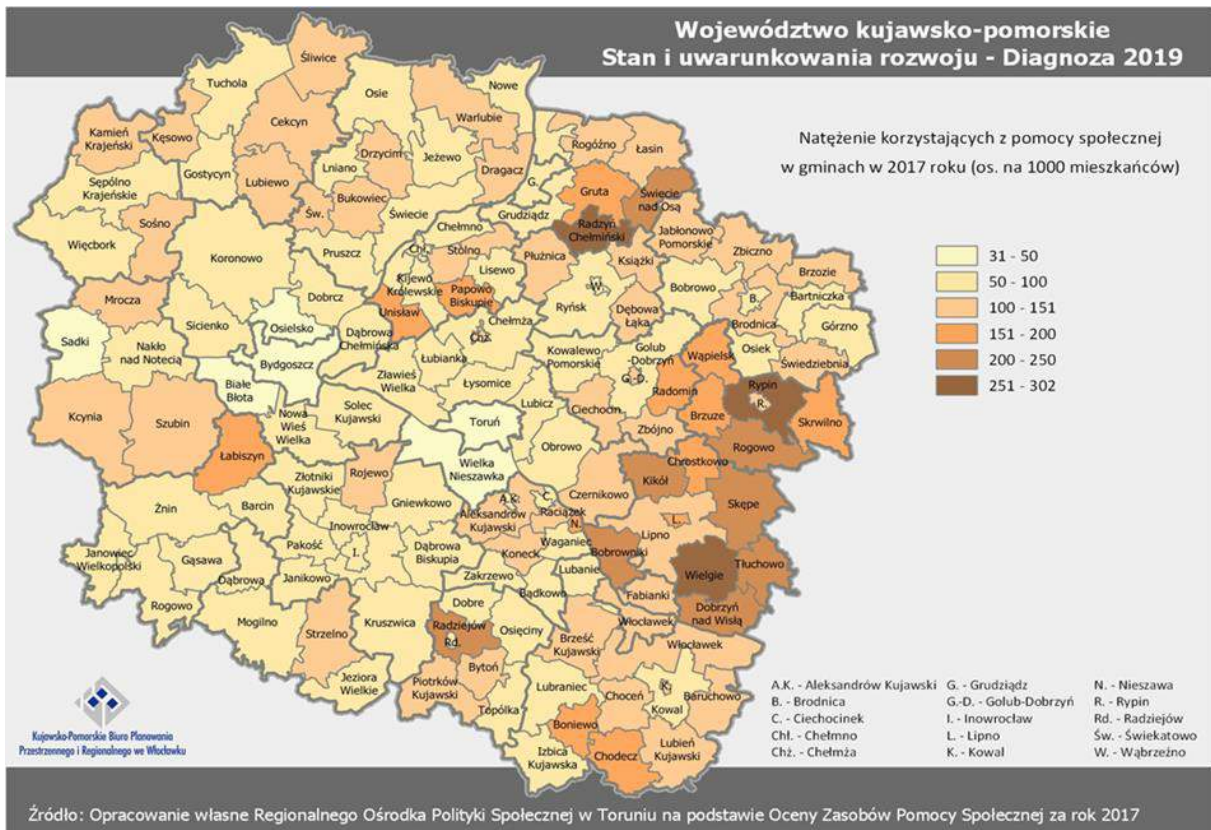 Województwo kujawsko-pomorskie
Stan i uwarunkowania rozwoju - Diagnoza 2019
Natężenie korzystających z pomocy społecznej
w gminach w 2017 roku (os. na 1000 mieszkańców)
31 - 50
50 - 100
100 - 151
151 - 200
200 - 250
251 - 302
Śliwice
Tuchola
Osie
Nowe
Warlubie
Kamień
Krajeński
Kęsowo
Cekcyn
Rogóźno
Łasin
Drzycim
Jeżewo
Lniano
Dragacz
Gostycyn
Lubiewo
Sępólno
Krajeńskie
G.
Gruta
Świecie
nad Osą
Bukowiec
Św.
Świecie
Grudziądz
Sośno
Radzyń
Chełmiński
Więcbork
Chełmno
Jabłonowo
Pomorskie
Koronowo
Pruszcz
Chł.
Stolno
Płużnica
Książki
Zbiczno
Brzozie
Kijewo
Królewskie
Lisewo
W.
Bobrowo
Bartniczka
Mrocza
Dobrcz
Papowo
Biskupie
Ryńsk
B.
Unisław
Dębowa
Łąka
Brodnica
Górzno
Sicienko
Osielsko
Chełmża
Sadki
Nakło
nad Notecią
Dąbrowa
Chełmińska
Chż.
Golub
-Dobrzyń
Wąpielsk
Osiek
Świedziebnia
Bydgoszcz
Łubianka
Kowalewo
Pomorskie
Białe
Błota
Zławieś
Wielka
Łysomice
G.-D.
Radomin
Rypin
R.
Kcynia
Szubin
Nowa
Wieś
Wielka
Solec
Kujawski
Lubicz
Ciechocin
Brzuze
Skrwilno
Toruń
Zbójno
Łabiszyn
Obrowo
Rogowo
Wielka
Nieszawka
Chrostkowo
Złotniki
Kujawskie
Rojewo
Kikół
Gniewkowo
A.K.
C.
Czernikowo
Skępe
Żnin
Barcin
Aleksandrów
Kujawski
Raciążek
Inowrocław
N.
L.
Lipno
Pakość
I.
Dąbrowa
Biskupia
Koneck
Waganiec
Bobrowniki
Janowiec
Wielkopolski
Gąsawa
Lubanie
Tłuchowo
Dąbrowa
Janikowo
Zakrzewo
Wielgie
Bądkowo
Fabianki
Rogowo
Dobre
Dobrzyń
nad Wisłą
Mogilno
Kruszwica
Radziejów
Osięciny
Włocławek
Strzelno
Rd.
Brześć
Kujawski
Włocławek
Bytoń
Jeziora
Wielkie
Piotrków
Kujawski
Lubraniec
Choceń
K.
Kowal
Baruchowo
Topólka
Boniewo
Izbica
Kujawska
Chodecz
Lubień
Kujawski
A.K. - Aleksandrów Kujawski
B. - Brodnica
C. - Ciechocinek
Chł. - Chełmno
Chż. - Chełmża
G. - Grudziądz
G.-D. - Golub-Dobrzyń
I. - Inowrocław
L. - Lipno
K. - Kowal
N. - Nieszawa
R. - Rypin
Rd. - Radziejów
Św. - Świekatowo
W. - Wąbrzeźno
Kujawsko-Pomorskie Biuro Planowania
Przestrzennego i Regionalnego we Włocławku
Źródło: Opracowanie własne Regionalnego Ośrodka Polityki Społecznej w Toruniu na podstawie Oceny Zasobów Pomocy Społecznej za rok 2017